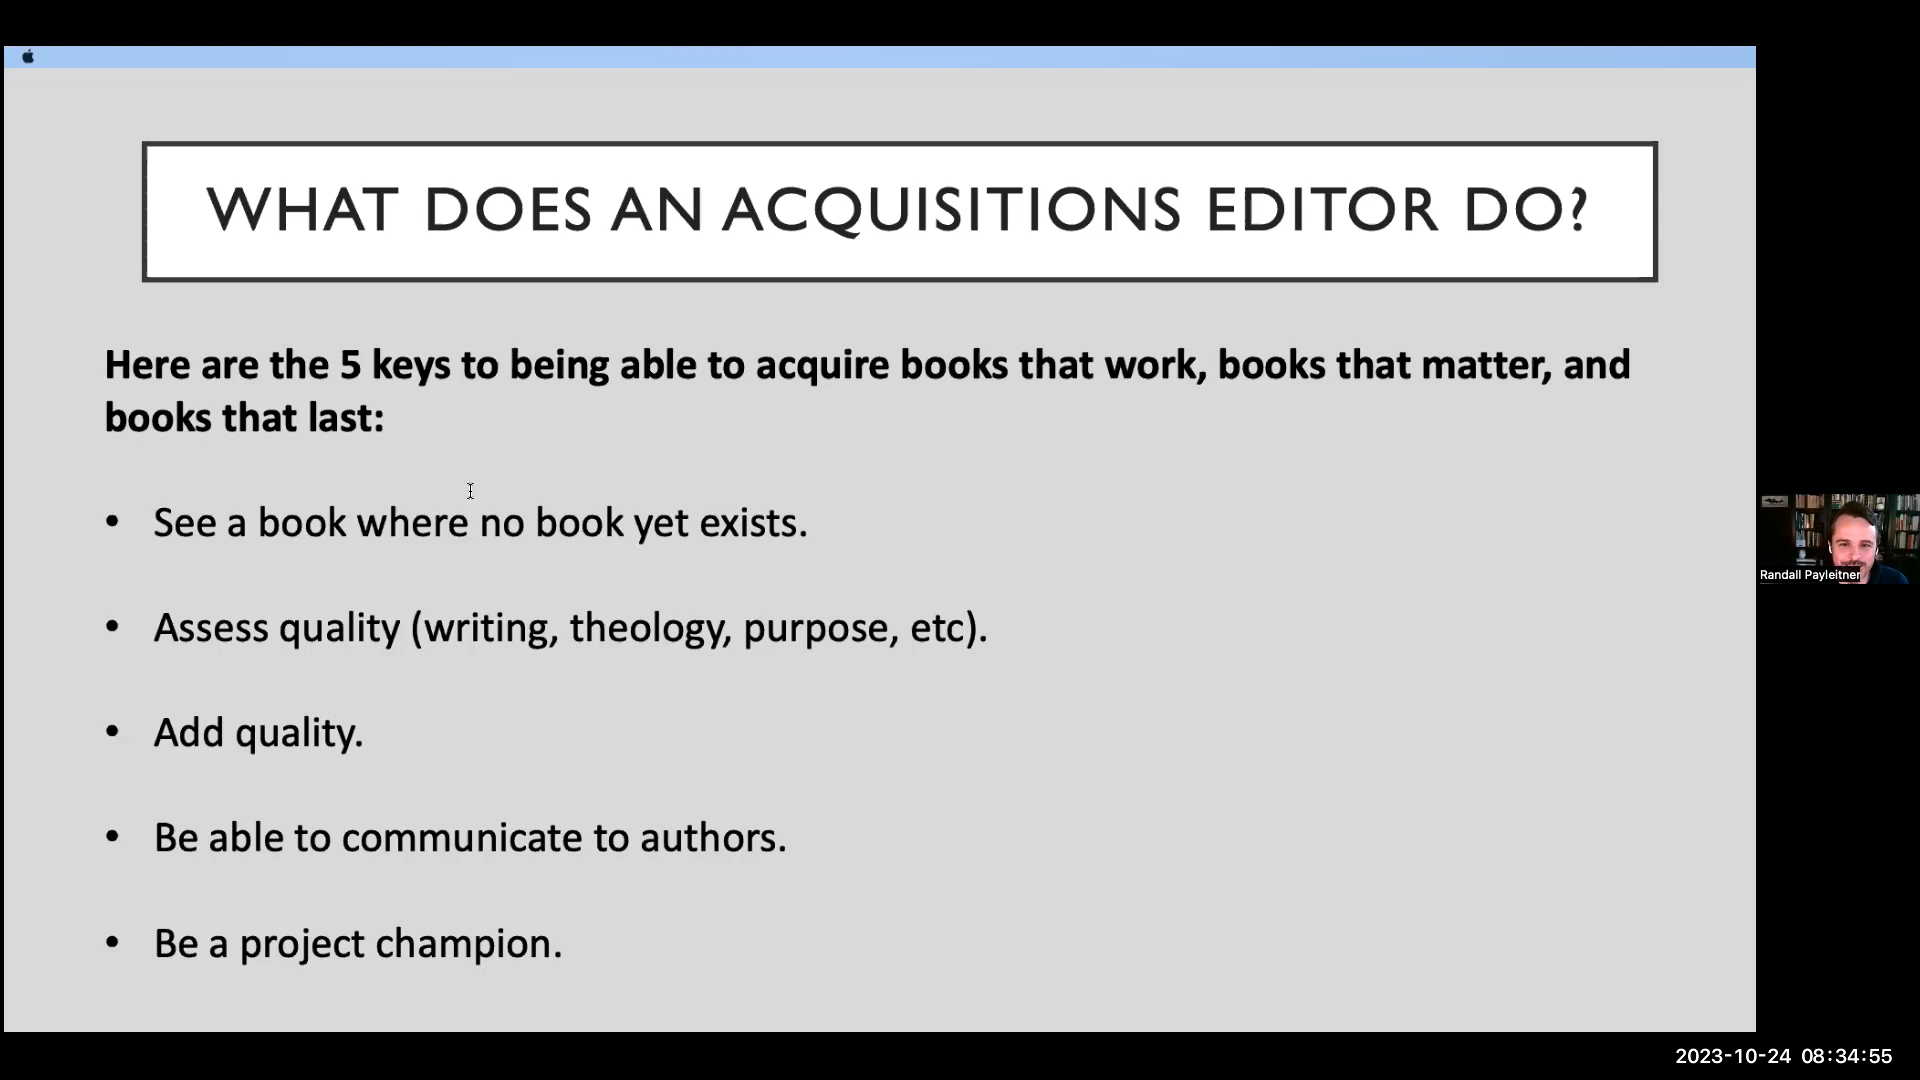 WHAT DOES AN ACQUISITIONS EDITOR DO?
Here are the 5 keys to being able to acquire books that work, books that matter, and
books that last:
• See a book where no book yet exists.
• Assess quality (writing, theology, purpose, etc).
• Add quality.
• Be able to communicate to authors.
• Be a project champion.
Randall Payleitner
2023-10-24 08:34:55